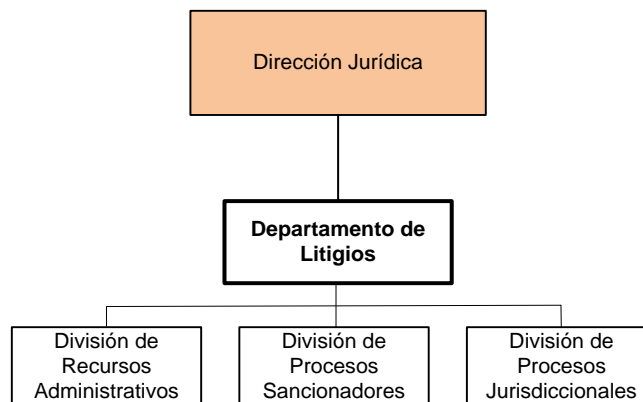 Dirección Jurídica
Departamento de
Litigios
División de
Recursos
Administrativos
División de
Procesos
Sancionadores
División de
Procesos
Jurisdiccionales